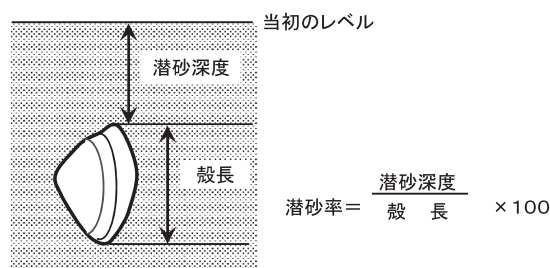 当初のレベル
潜砂深度
殻長
潜砂率＝ 潜砂深度 ×100
殻　長